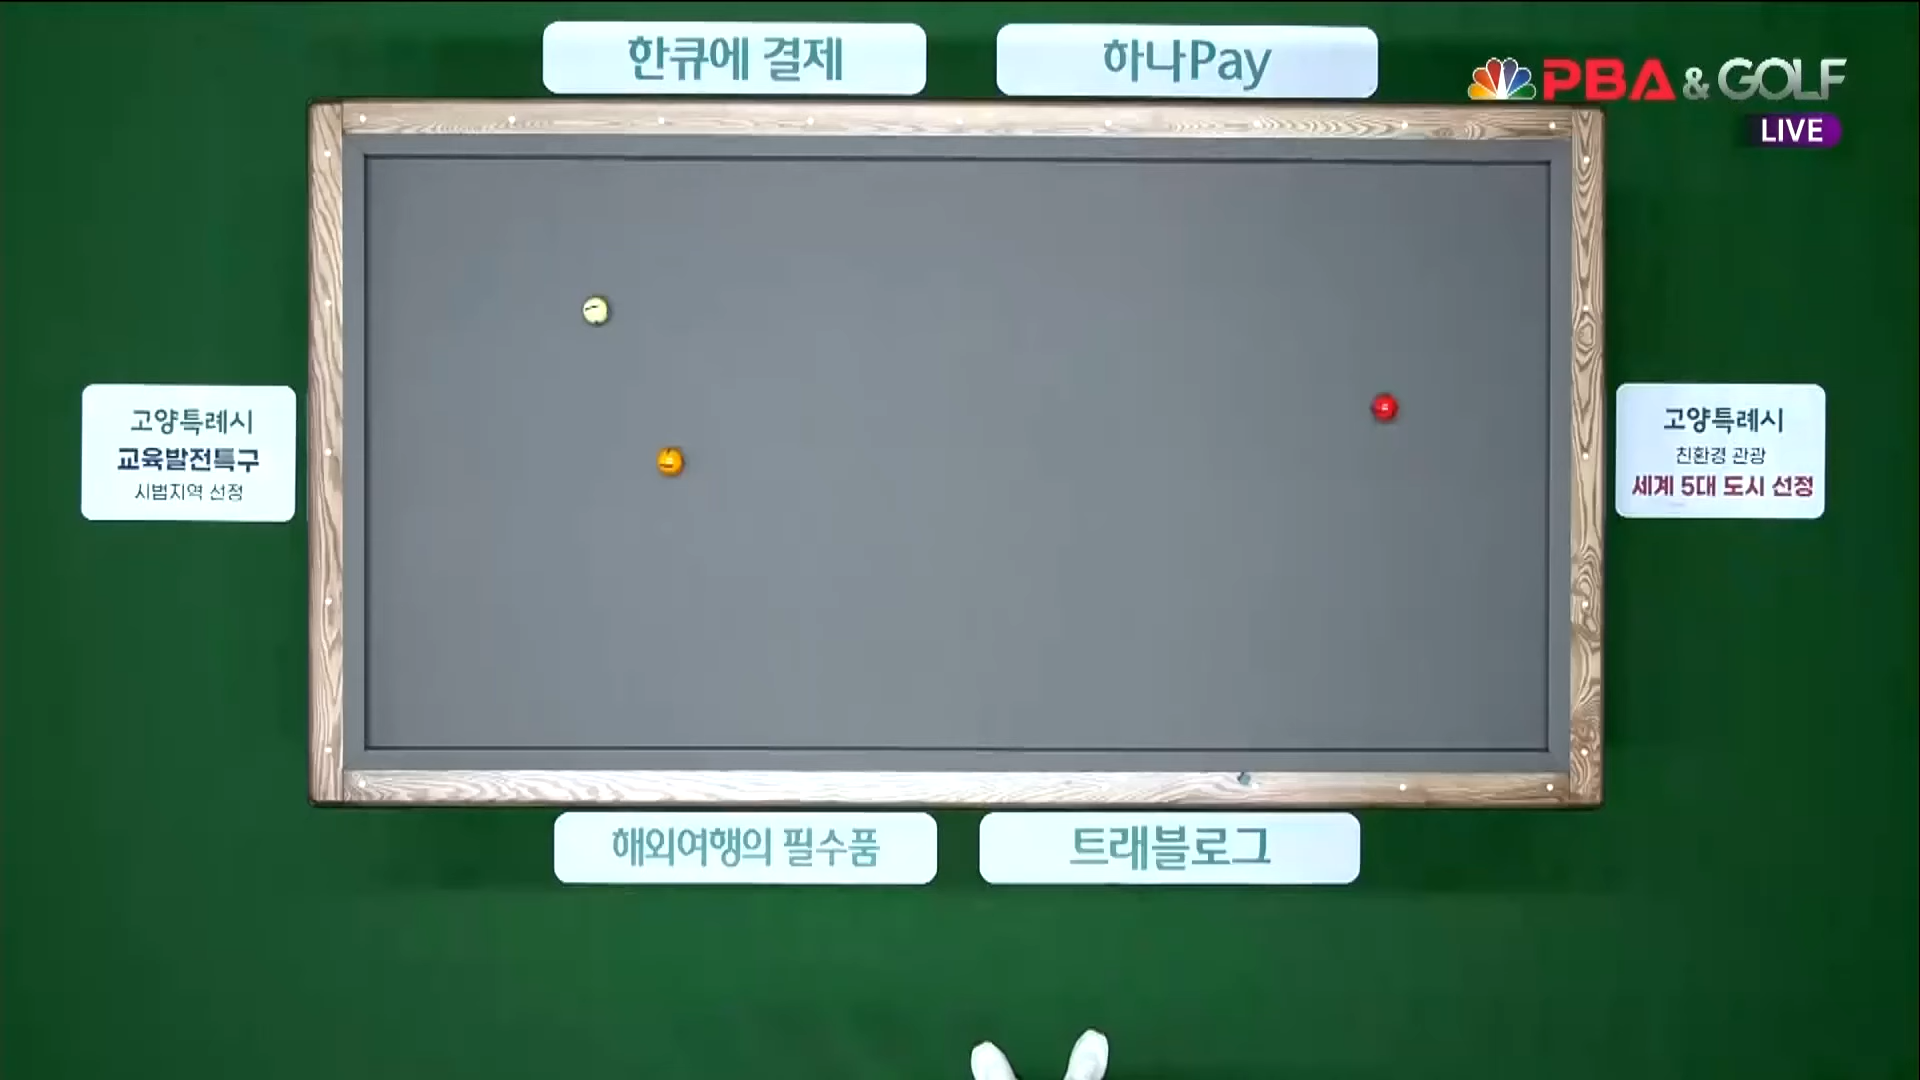 한큐에 결제
하나Pay
PBA & GOLF
LIVE
고양특례시
교육발전특구
시범지역 선정
고양특례시
친환경 관광
세계 5대 도시 선정
해외여행의 필수품
트래블로그